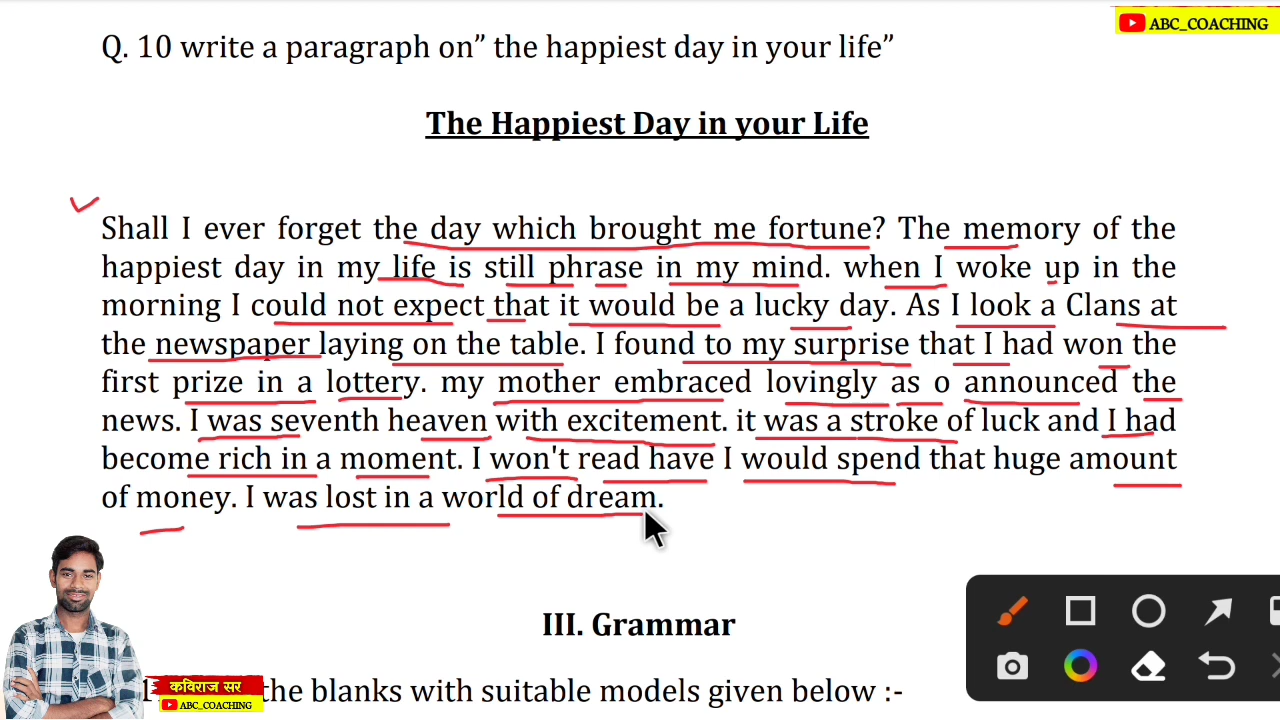 ABC_COACHING
Q. 10 write a paragraph on” the happiest day in your life”
The Happiest Day in your Life
Shall I ever forget the day which brought me fortune? The memory of the
happiest day in my life is still phrase in my mind. when I woke up in the
morning I could not expect that it would be a lucky day. As I look a Clans at
the newspaper laying on the table. I found to my surprise that I had won the
first prize in a lottery. my mother embraced lovingly as o announced the
news. I was seventh heaven with excitement. it was a stroke of luck and I had
become rich in a moment. I won't read have I would spend that huge amount
of money. I was lost in a world of dream.
III. Grammar
the blanks with suitable models given below :-
कविराज सर
ABC_COACHING